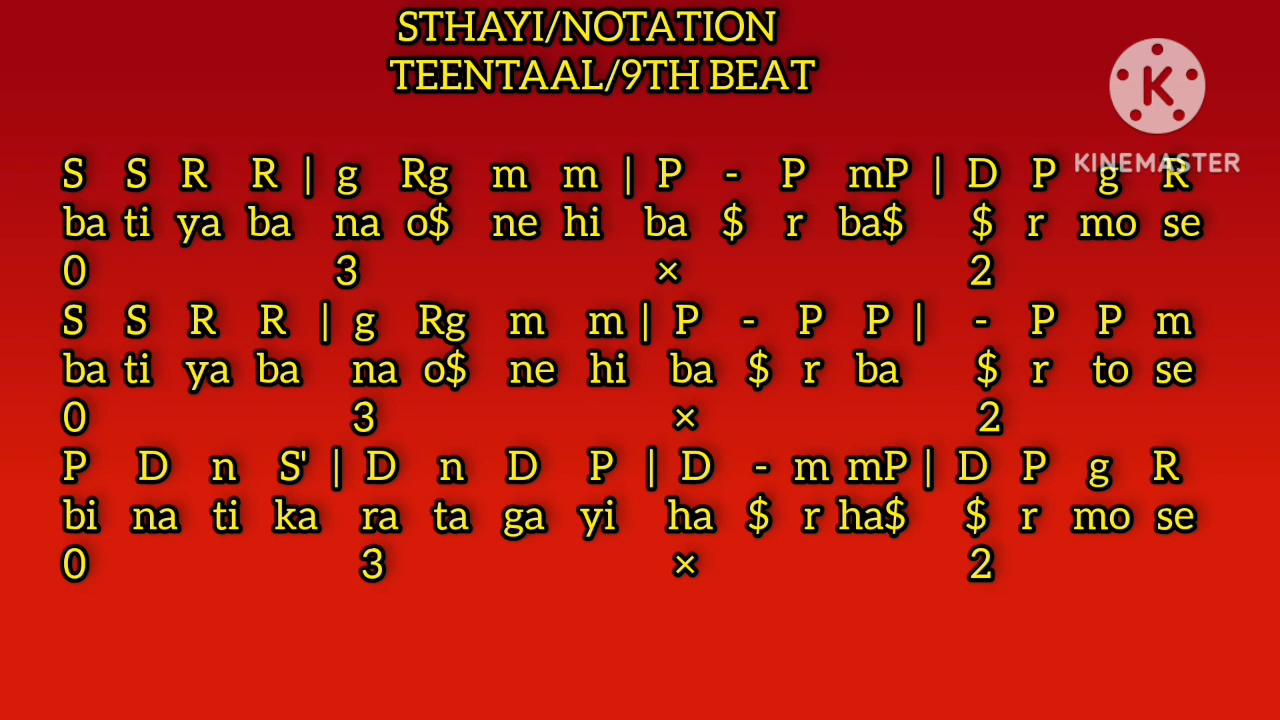 STHAYI/NOTATION
TEENTAAL/9TH BEAT
K
KINEMASTER
S S R R | g Rg m m | P - P mP | D P g R
ba ti ya ba na o$ ne hi ba $ r ba$ $ r mo se
0 3 × 2
S S R R | g Rg m m | P - P P | - P P m
ba ti ya ba na o$ ne hi ba $ r ba $ r to se
0 3 × 2
P D n S' | D n D P | D - m mP | D P g R
bi na ti ka ra ta ga yi ha $ r ha$ $ r mo se
0 3 × 2